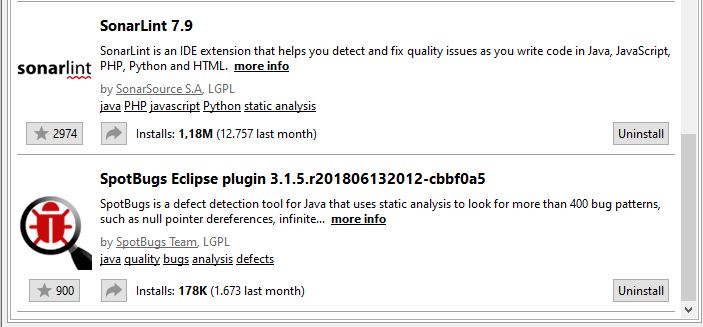 SonarLint 7.9
SonarLint is an IDE extension that helps you detect and fix quality issues as you write code in Java, JavaScript,
PHP, Python and HTML. more info
sonarlint
by SonarSource S.A, LGPL
java PHP javascript Python static analysis
2974
Installs: 1,18M (12.757 last month)
Uninstall
SpotBugs Eclipse plugin 3.1.5.r201806132012-cbbf0a5
SpotBugs is a defect detection tool for Java that uses static analysis to look for more than 400 bug patterns,
such as null pointer dereferences, infinite... more info
by SpotBugs Team, LGPL
java quality bugs analysis defects
900
Installs: 178K (1.673 last month)
Uninstall